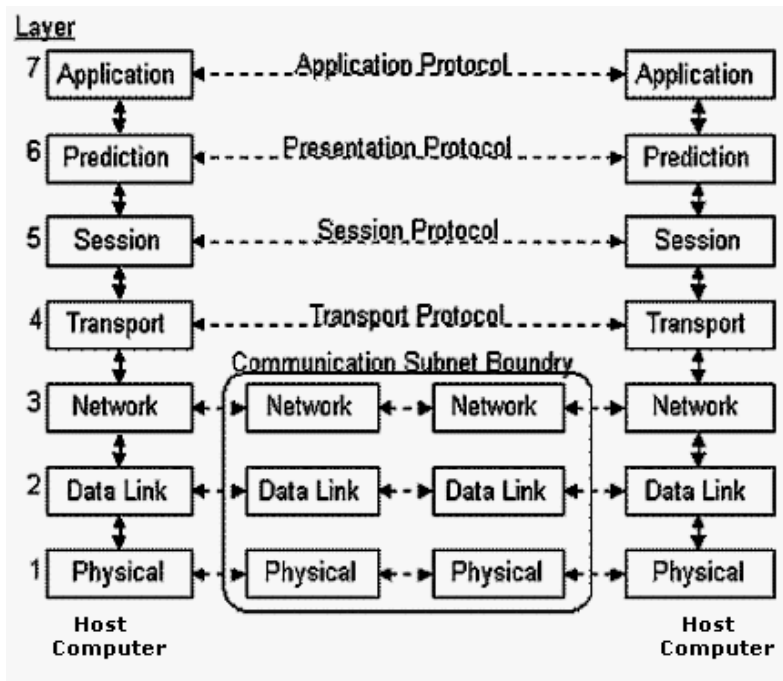 Layer
7 Application Application Protocol Application
6 Prediction Presentation Protocol Prediction
5 Session Session Protocol Session
4 Transport Transport Protocol Transport
Communication Subnet Boundry
3 Network Network Network Network
2 Data Link Data Link Data Link Data Link
1 Physical Physical Physical Physical
Host Host
Computer Computer